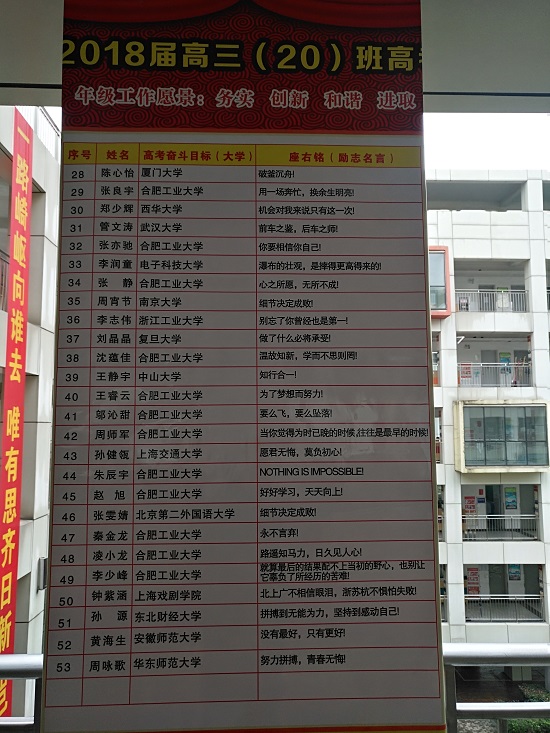 2018届高三（20）班高考
年级工作愿景：务实 创新 和谐 进取
序号 姓名 高考奋斗目标（大学） 座右铭（励志名言）
28 陈心怡 厦门大学 破釜沉舟!
29 张良宇 合肥工业大学 用一场奔忙，换余生明亮!
30 郑少辉 西华大学 机会对我来说只有这一次!
31 管文涛 武汉大学 前车之鉴，后车之师!
32 张亦驰 合肥工业大学 你要相信你自己!
33 李润童 电子科技大学 瀑布的壮观，是摔得更高得来的!
34 张静 合肥工业大学 心之所愿，无所不成!
35 周宵节 南京大学 细节决定成败!
36 李志伟 浙江工业大学 别忘了你曾经也是第一!
37 刘晶晶 复旦大学 做了什么必将承受!
38 沈蕴佳 合肥工业大学 温故知新，学而不思则罔!
39 王静宇 中山大学 知行合一!
40 王睿云 合肥工业大学 为了梦想而努力!
41 邬沁甜 合肥工业大学 要么飞，要么坠落!
42 周师军 合肥工业大学 当你觉得为时已晚的时候,往往是最早的时候!
43 孙健瓴 上海交通大学 愿君无悔，莫负初心!
44 朱辰宇 合肥工业大学 NOTHING IS IMPOSSIBLE!
45 赵旭 合肥工业大学 好好学习，天天向上!
46 张雯婧 北京第二外国语大学 细节决定成败!
47 秦金龙 合肥工业大学 永不言弃!
48 凌小龙 合肥工业大学 路遥知马力，日久见人心!
49 李少峰 合肥工业大学 就算最后的结果配不上当初的野心，也别让
它辜负了所经历的苦难!
50 钟紫涵 上海戏剧学院 北上广不相信眼泪，浙苏杭不惧怕失败!
51 孙源 东北财经大学 拼搏到无能为力，坚持到感动自己!
52 黄海生 安徽师范大学 没有最好，只有更好!
53 周咏歌 华东师范大学 努力拼搏，青春无悔!
一路崎岖向谁去 唯有思齐日新